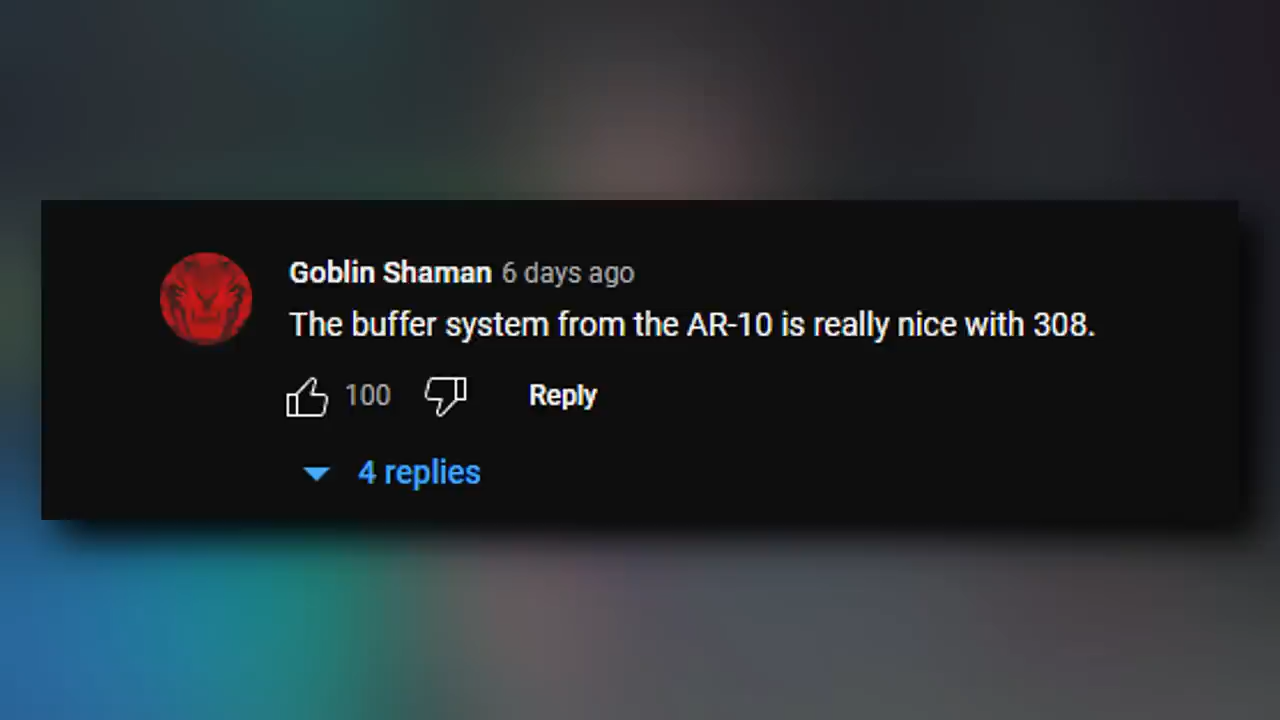 Goblin Shaman 6 days ago
The buffer system from the AR-10 is really nice with 308.
100 Reply
4 replies